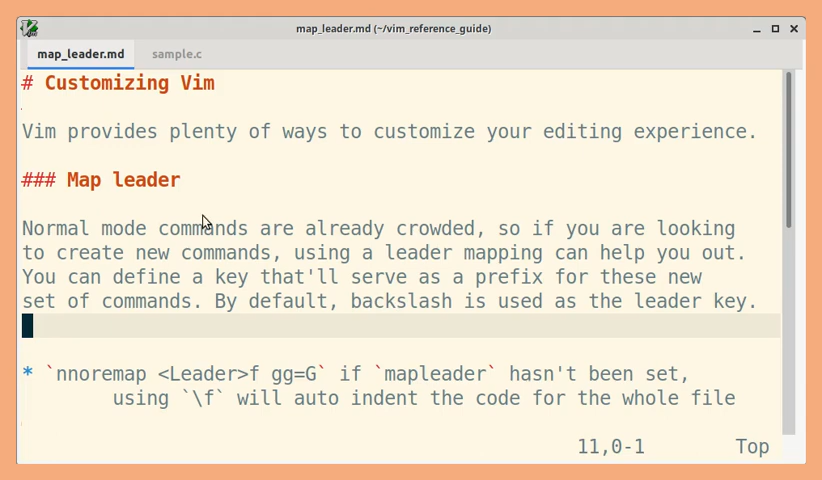 map_leader.md (~/vim_reference_guide)
map_leader.md sample.c
# Customizing Vim
Vim provides plenty of ways to customize your editing experience.
### Map leader
Normal mode commands are already crowded, so if you are looking
to create new commands, using a leader mapping can help you out.
You can define a key that'll serve as a prefix for these new
set of commands. By default, backslash is used as the leader key.
* `nnoremap <Leader>f gg=G` if `mapleader` hasn't been set,
using `\f` will auto indent the code for the whole file
11,0-1 Top